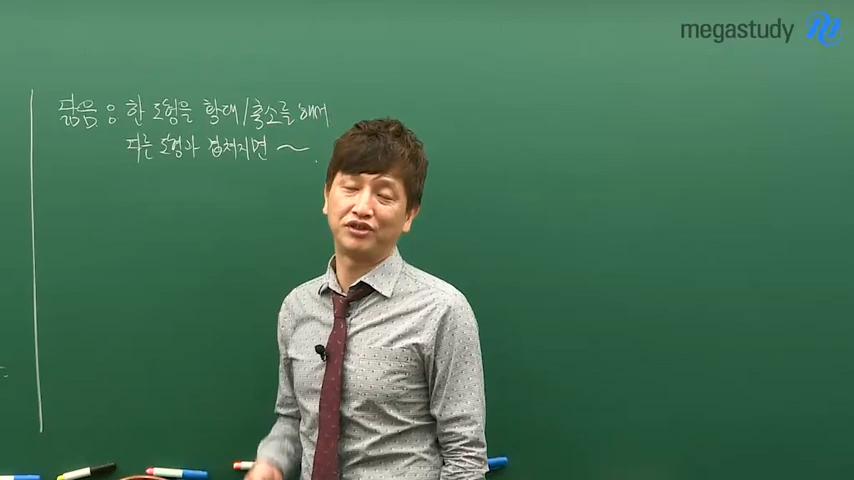 megastudy
닮음 : 한 도형을 확대/축소를 해서
다른 도형과 겹쳐지면 ~